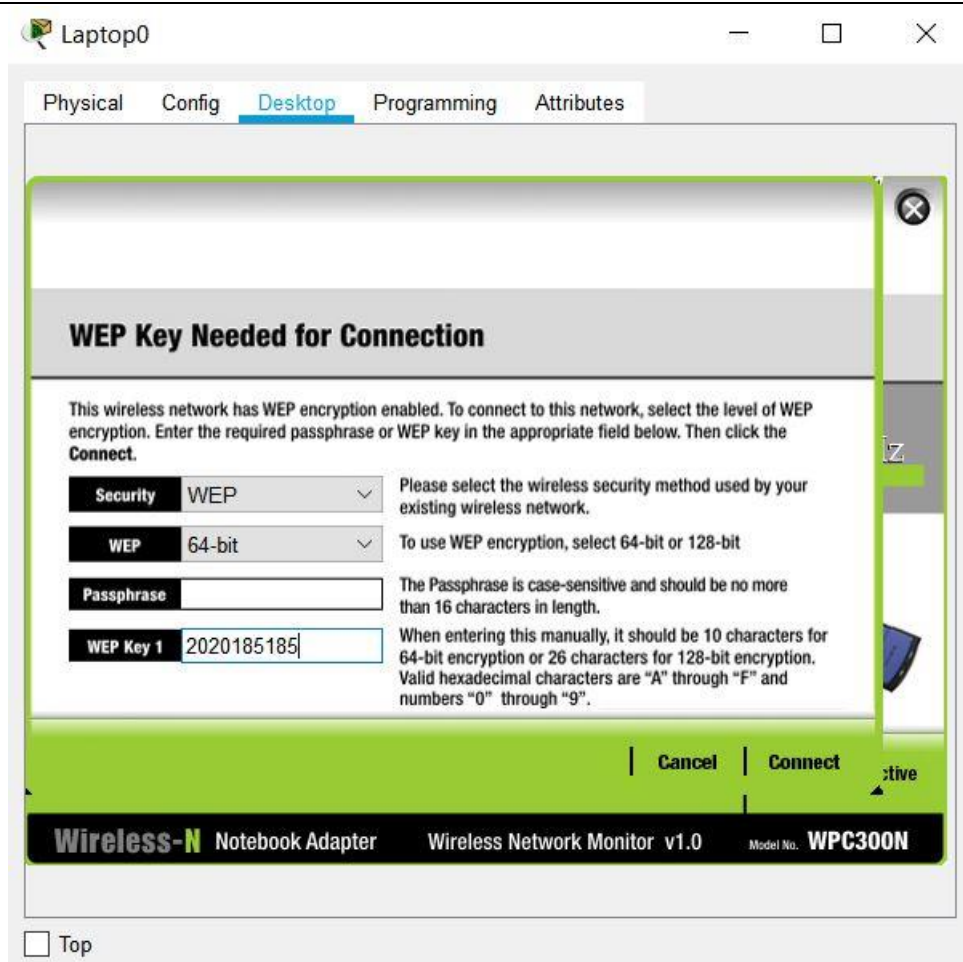 Laptop0
Physical Config Desktop Programming Attributes
WEP Key Needed for Connection
This wireless network has WEP encryption enabled. To connect to this network, select the level of WEP
encryption. Enter the required passphrase or WEP key in the appropriate field below. Then click the
Connect.
Security WEP Please select the wireless security method used by your
existing wireless network.
WEP 64-bit To use WEP encryption, select 64-bit or 128-bit
Passphrase The Passphrase is case-sensitive and should be no more
than 16 characters in length.
WEP Key 1 2020185185 When entering this manually, it should be 10 characters for
64-bit encryption or 26 characters for 128-bit encryption.
Valid hexadecimal characters are “A” through “F” and
numbers “0” through “9”.
Cancel Connect
Wireless-N Notebook Adapter Wireless Network Monitor v1.0 Model No. WPC300N
Top